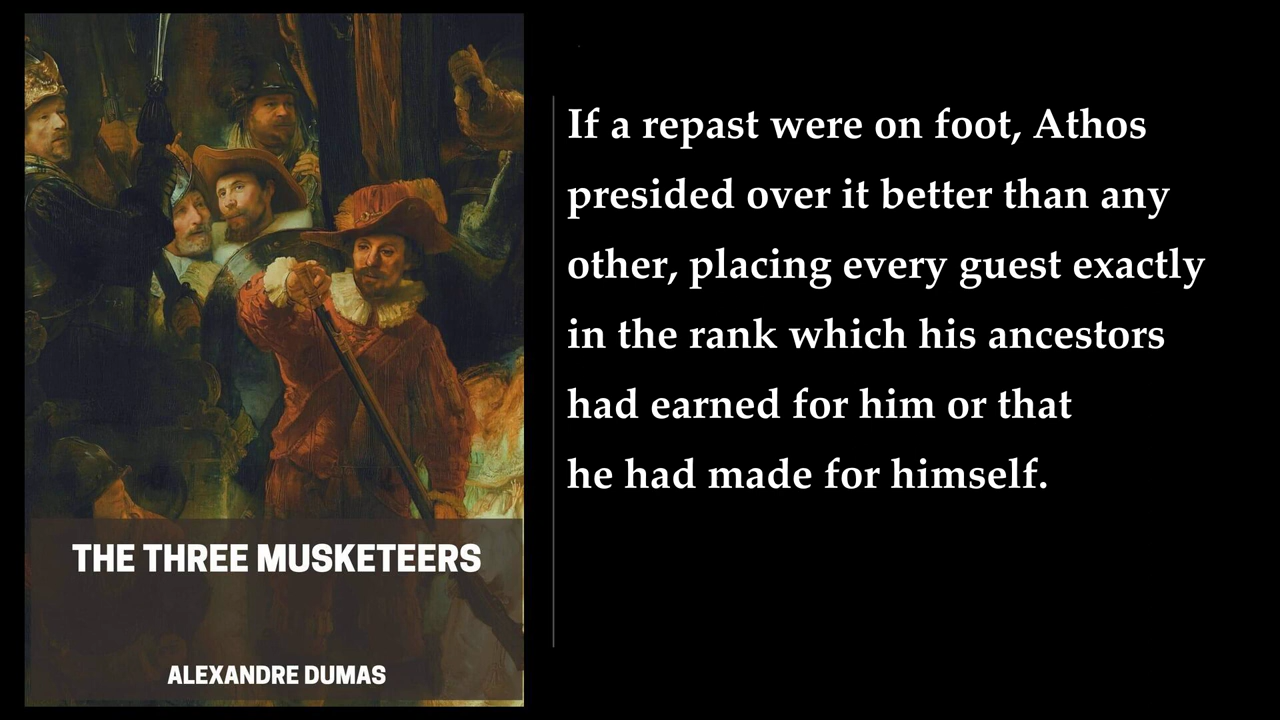 THE THREE MUSKETEERS
ALEXANDRE DUMAS
If a repast were on foot, Athos
presided over it better than any
other, placing every guest exactly
in the rank which his ancestors
had earned for him or that
he had made for himself.